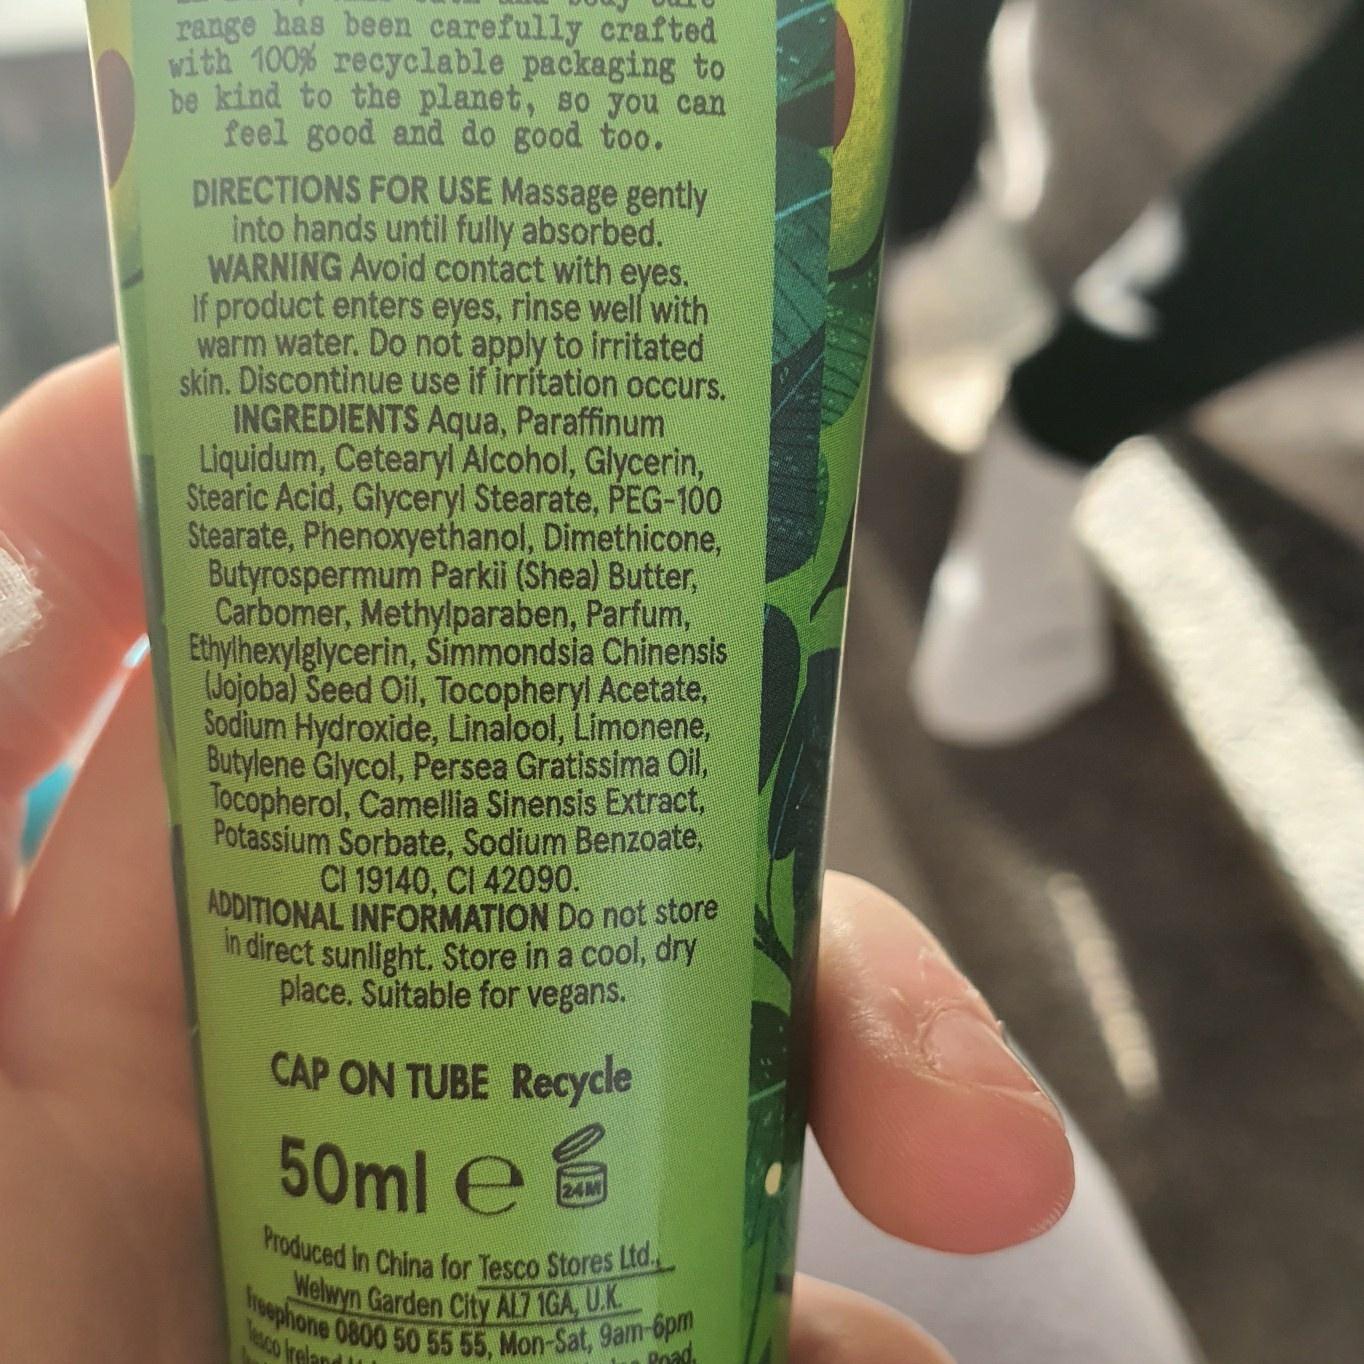 range has been carefully crafted
with 100% recyclable packaging to
be kind to the planet, so you can
feel good and do good too.
DIRECTIONS FOR USE Massage gently
into hands until fully absorbed.
WARNING Avoid contact with eyes.
If product enters eyes, rinse well with
warm water. Do not apply to irritated
skin. Discontinue use if irritation occurs.
INGREDIENTS Aqua, Paraffinum
Liquidum, Cetearyl Alcohol, Glycerin,
Stearic Acid, Glyceryl Stearate, PEG-100
Stearate, Phenoxyethanol, Dimethicone,
Butyrospermum Parkii (Shea) Butter,
Carbomer, Methylparaben, Parfum,
Ethylhexylglycerin, Simmondsia Chinensis
(Jojoba) Seed Oil, Tocopheryl Acetate,
Sodium Hydroxide, Linalool, Limonene,
Butylene Glycol, Persea Gratissima Oil,
Tocopherol, Camellia Sinensis Extract,
Potassium Sorbate, Sodium Benzoate,
CI 19140, CI 42090.
ADDITIONAL INFORMATION Do not store
in direct sunlight. Store in a cool, dry
place. Suitable for vegans.
CAP ON TUBE Recycle
50ml e 24M
Produced in China for Tesco Stores Ltd.,
Welwyn Garden City AL7 1GA, U.K.
Freephone 0800 50 55 55, Mon-Sat, 9am-6pm
Tesco Ireland Road,